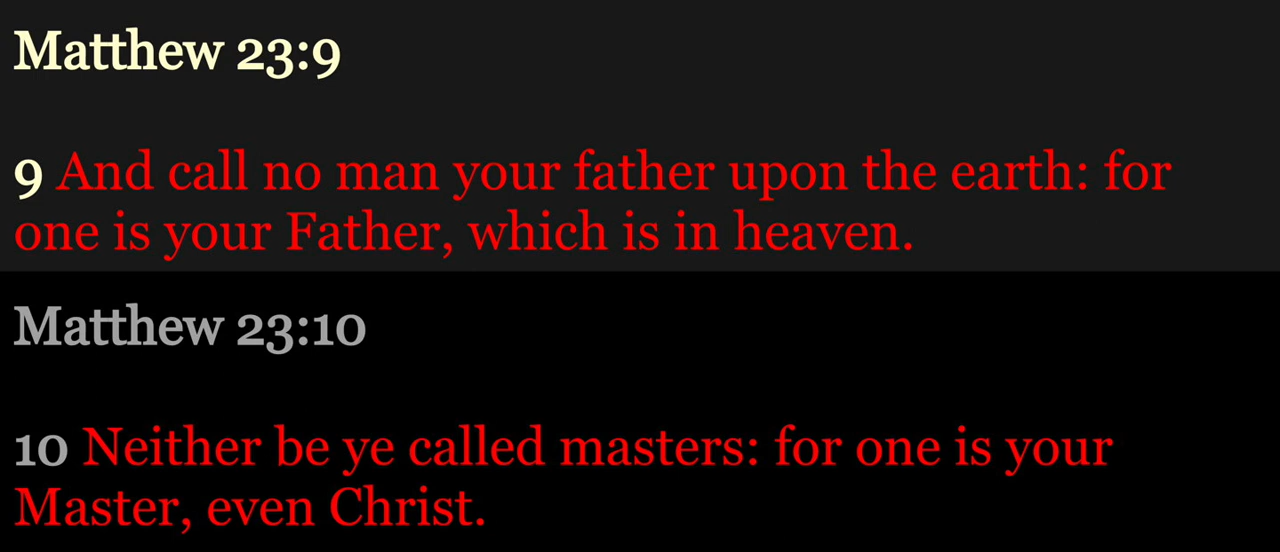 Matthew 23:9
9 And call no man your father upon the earth: for
one is your Father, which is in heaven.
Matthew 23:10
10 Neither be ye called masters: for one is your
Master, even Christ.